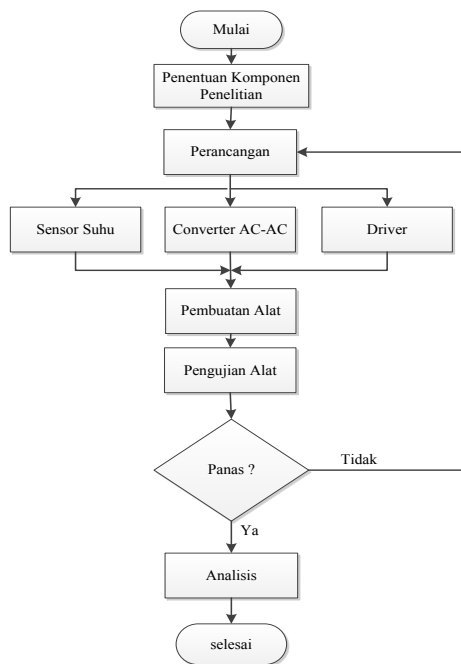 Mulai
Penentuan Komponen
Penelitian
Perancangan
Sensor Suhu
Converter AC-AC
Driver
Pembuatan Alat
Pengujian Alat
Panas ?
Tidak
Ya
Analisis
selesai